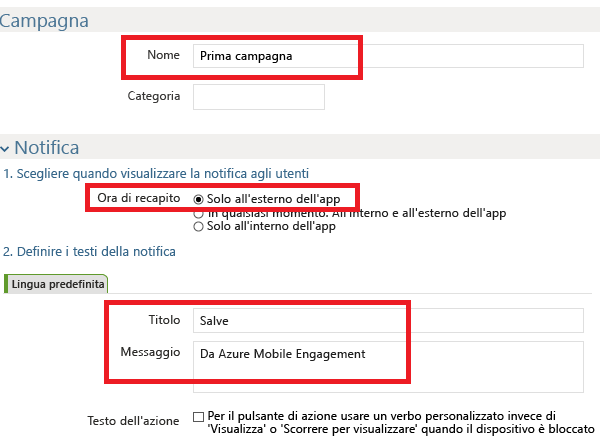 Campagna
Nome Prima campagna
Categoria
Notifica
1. Scegliere quando visualizzare la notifica agli utenti
Ora di recapito Solo all'esterno dell'app
In qualsiasi momento. All'interno e all'esterno dell'app
Solo all'interno dell'app
2. Definire i testi della notifica
Lingua predefinita
Titolo Salve
Messaggio Da Azure Mobile Engagement
Testo dell'azione Per il pulsante di azione usare un verbo personalizzato invece di
'Visualizza' o 'Scorrere per visualizzare' quando il dispositivo è bloccato